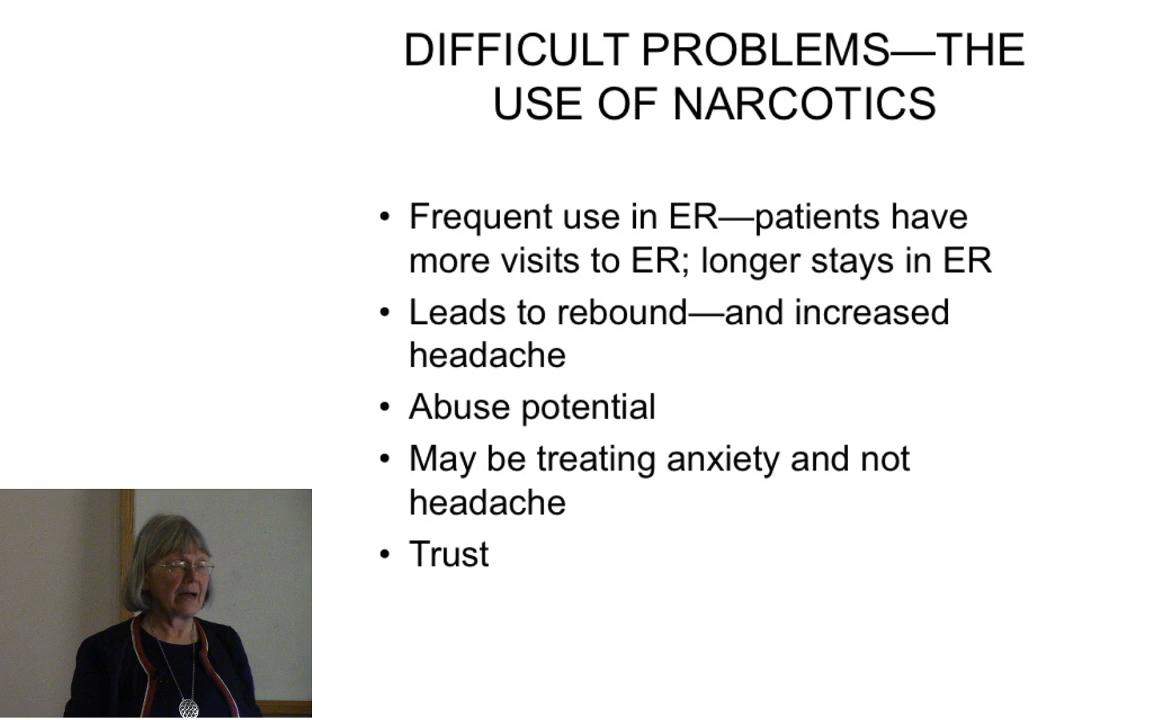 DIFFICULT PROBLEMS—THE
USE OF NARCOTICS
• Frequent use in ER—patients have
more visits to ER; longer stays in ER
• Leads to rebound—and increased
headache
• Abuse potential
• May be treating anxiety and not
headache
• Trust